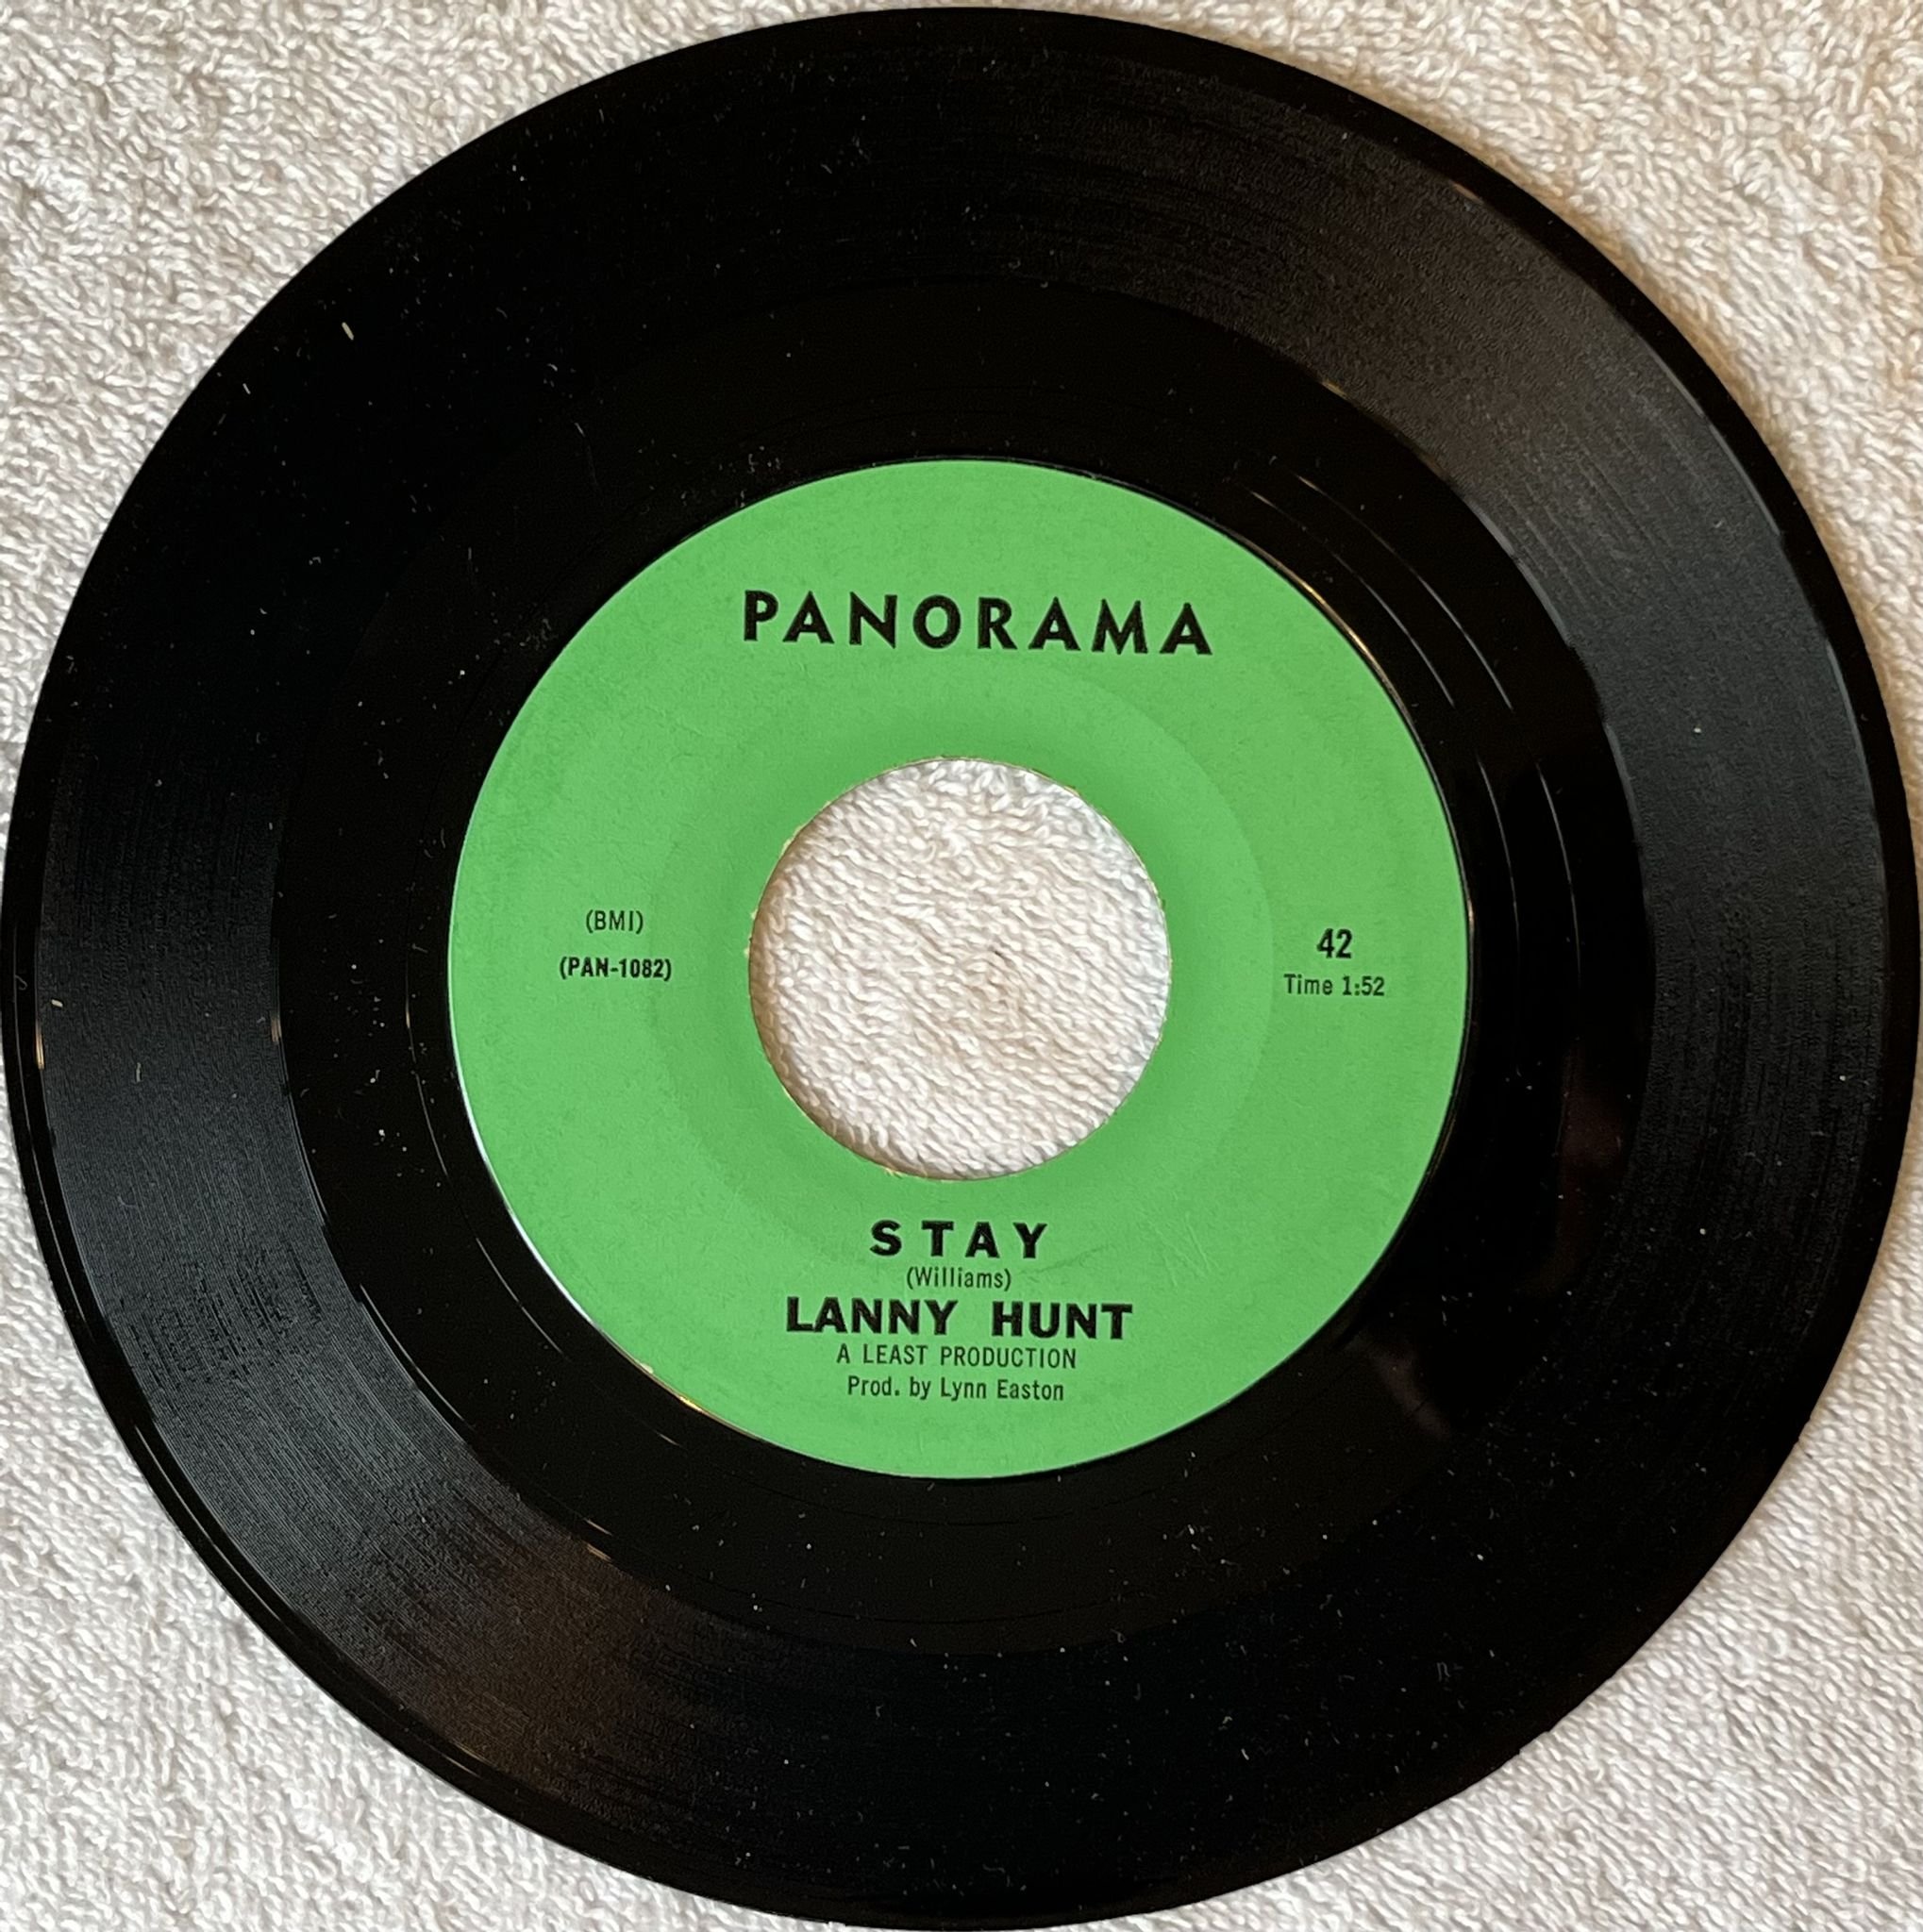 PANORAMA
(BMI)
(PAN-1082)
42
Time 1:52
STAY
(Williams)
LANNY HUNT
A LEAST PRODUCTION
Prod. by Lynn Easton